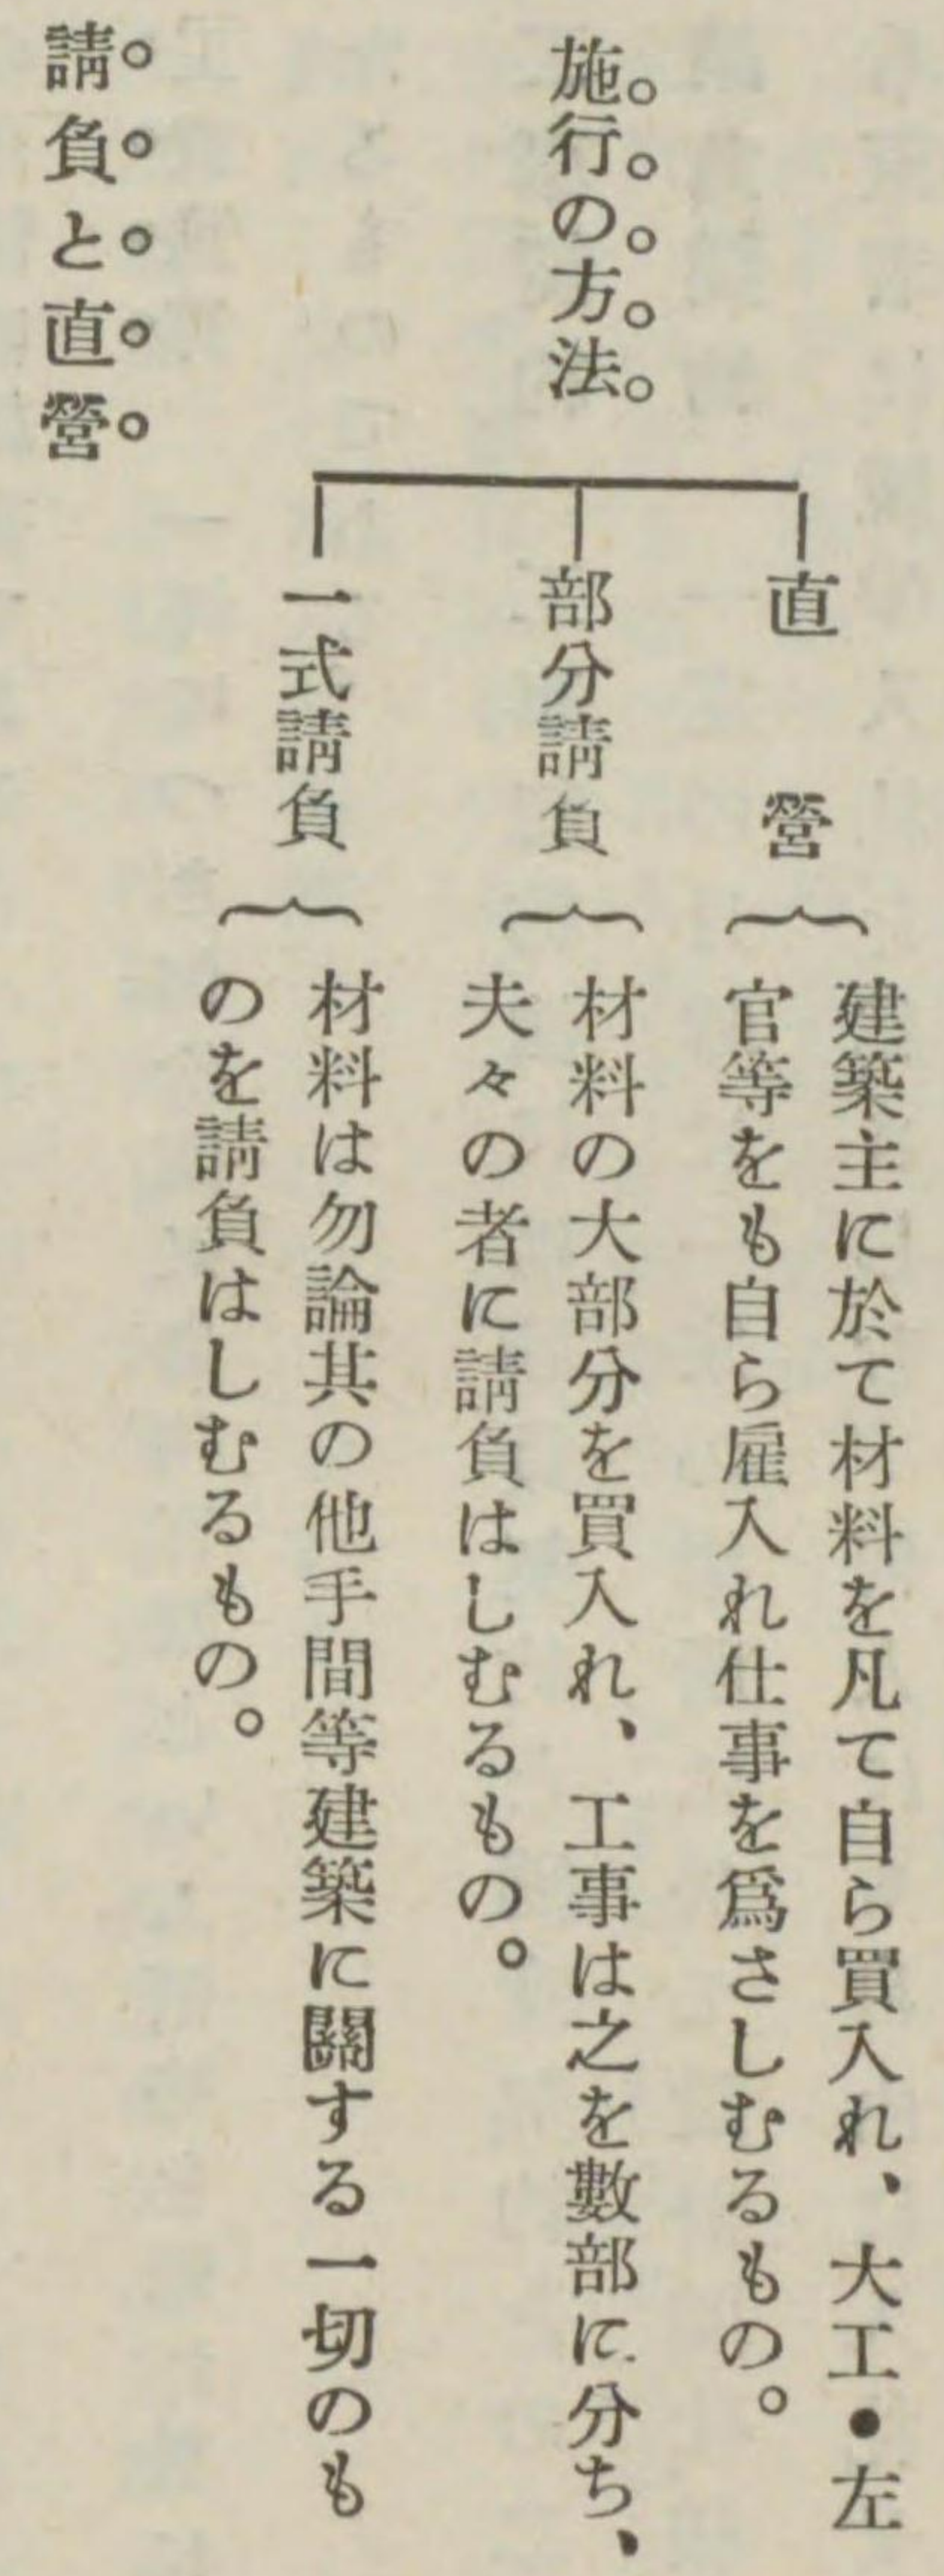 施行の方法
直營
建築主に於て材料を凡て自ら買入れ、大工・左
官等をも自ら雇入れ仕事を爲さしむるもの。
部分請負
材料の大部分を買入れ、工事は之を數部に分ち、
夫々の者に請負はしむるもの。
一式請負
材料は勿論其の他手間等建築に關する一切のも
のを請負はしむるもの。
請負と直營